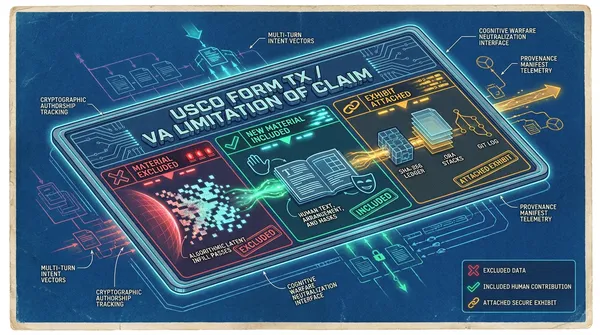 MULTI-TURN
INTENT VECTORS
COGNITIVE WARFARE
NEUTRALIZATION
INTERFACE
PROVENANCE
MANIFEST
TELEMETRY
CRYPTOGRAPHIC
AUTHORSHIP
TRACKING
USCO FORM TX /
VA LIMITATION OF CLAIM
MATERIAL
EXCLUDED
ALGORITHMIC LATENT
INFILL PASSES
EXCLUDED
NEW MATERIAL
INCLUDED
HUMAN TEXT
ARRANGEMENT,
AND MASKS
INCLUDED
EXHIBIT
ATTACHED
SHA-266
LEDGER
ORA
STACKS
GIT LOG
ATTACHED EXHIBIT
PROVENANCE
MANIFEST
TELEMETRY
MULTI-TURN
INTENT
VECTORS
CRYPTOGRAPHIC
AUTHORSHIP
TRACKING
COGNITIVE
WARFARE
NEUTRALIZATION
INTERFACE
EXCLUDED DATA
INCLUDED HUMAN CONTRIBUTION
ATTACHED SECURE EXHIBIT